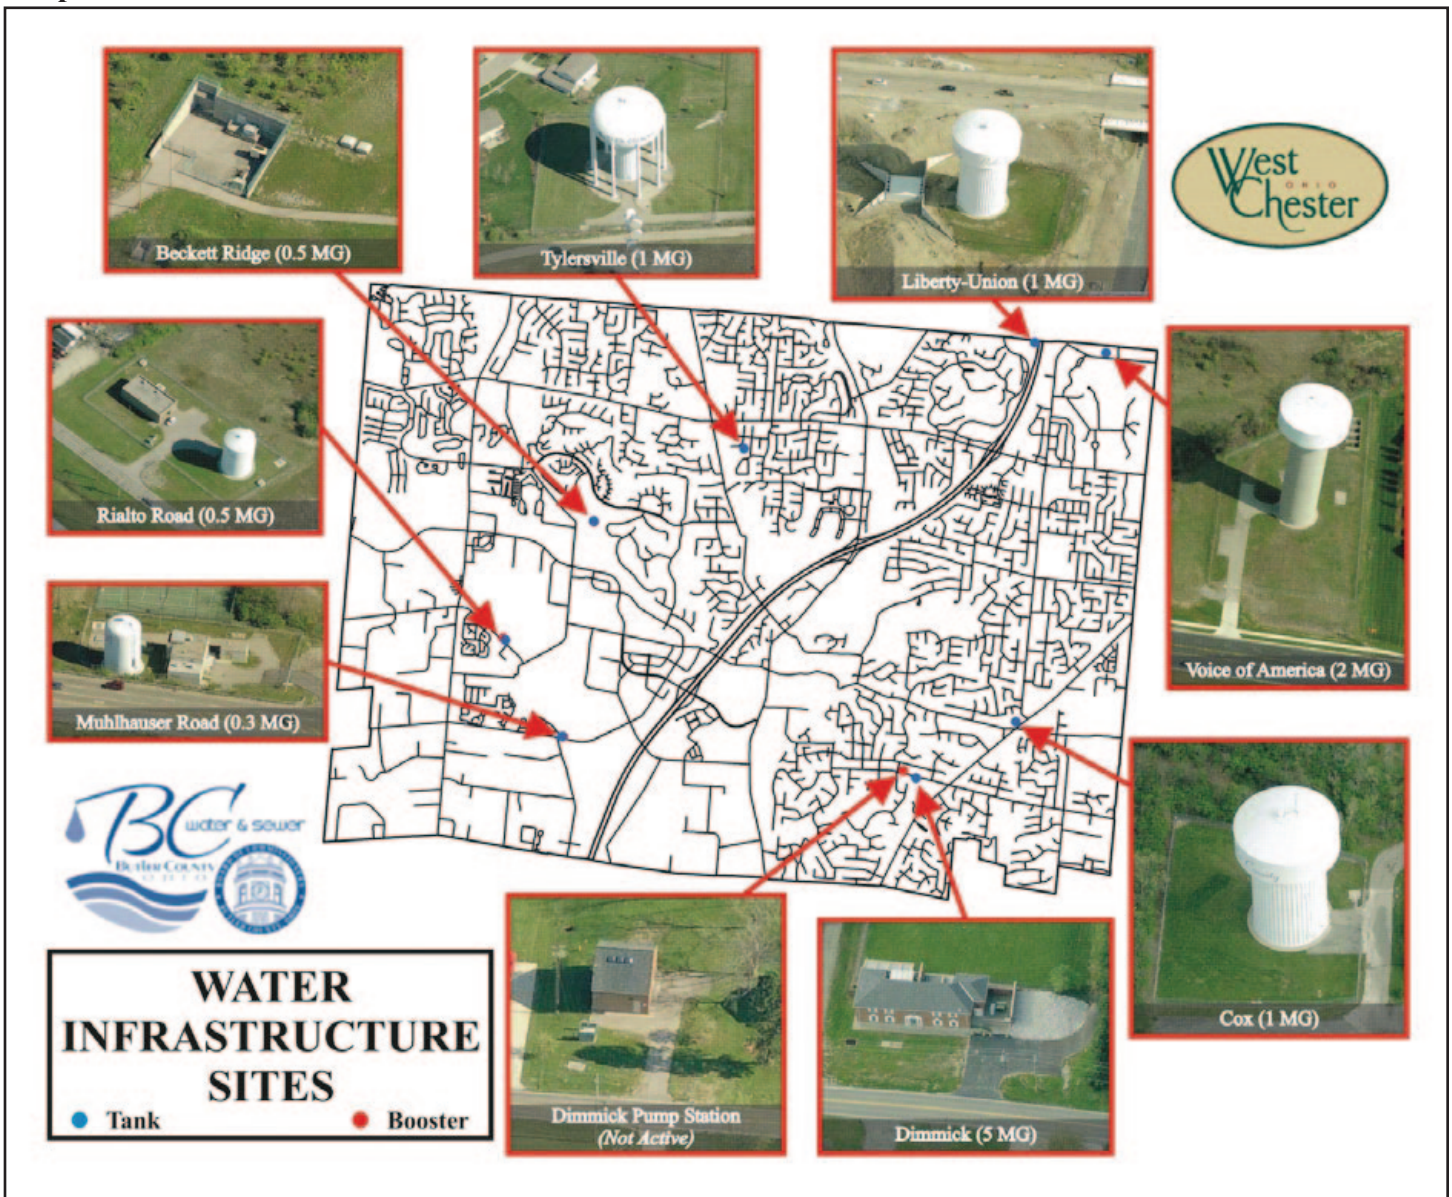 Beckett Ridge (0.5 MG)
Tylersville (1 MG)
Liberty-Union (1 MG)
West
OHIO
Chester
Rialto Road (0.5 MG)
Voice of America (2 MG)
Muhlhauser Road (0.3 MG)
BC
water & sewer
BUTLER COUNTY
OHIO
Cox (1 MG)
WATER
INFRASTRUCTURE
SITES
Tank
Booster
Dimmick Pump Station
(Not Active)
Dimmick (5 MG)